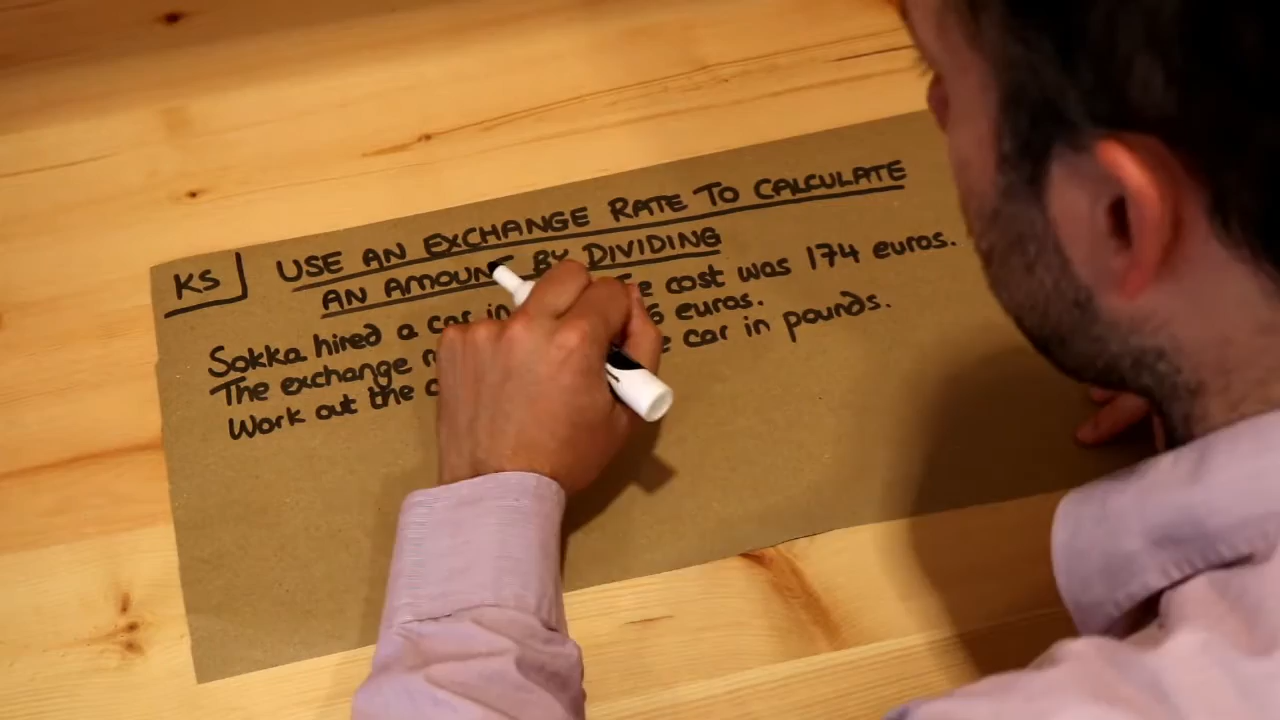 KS
USE AN EXCHANGE RATE TO CALCULATE
AN AMOUNT BY DIVIDING
Sokka hired a car in cost was 174 euros.
The exchange 6 euros.
Work out the car in pounds.